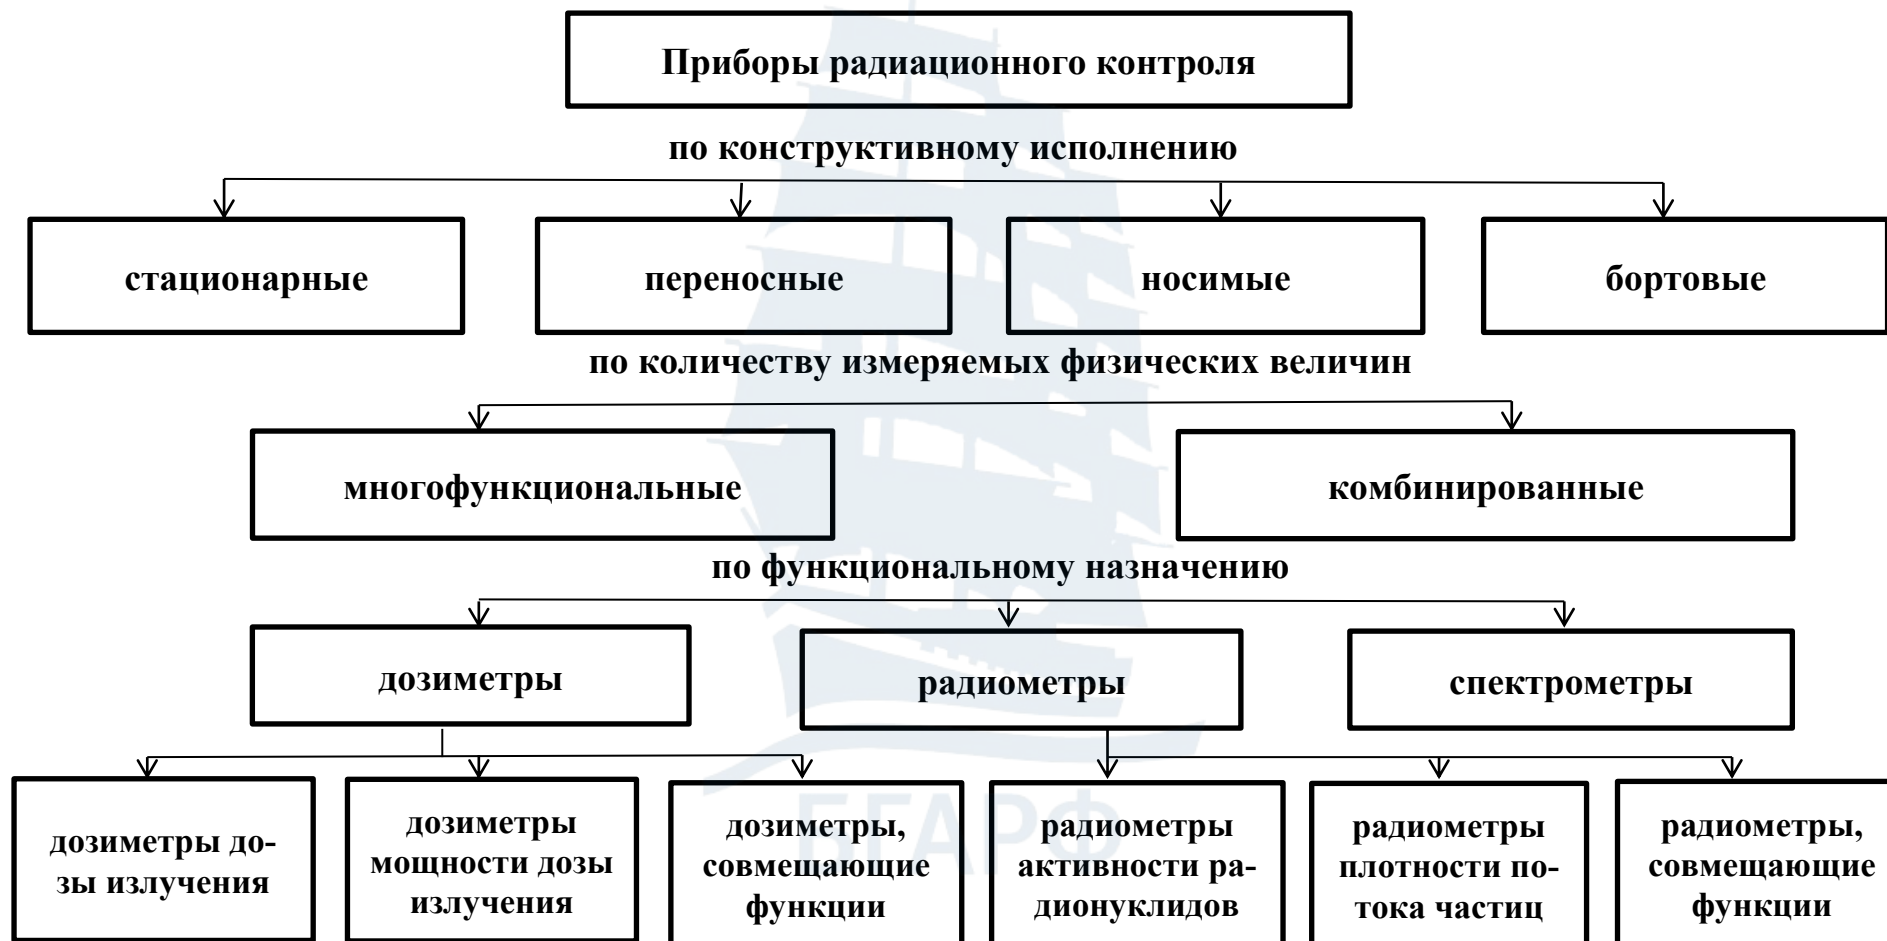 Приборы радиационного контроля
по конструктивному исполнению
стационарные
переносные
носимые
бортовые
по количеству измеряемых физических величин
многофункциональные
комбинированные
по функциональному назначению
дозиметры
радиометры
спектрометры
дозиметры до-
зы излучения
дозиметры
мощности дозы
излучения
дозиметры,
совмещающие
функции
радиометры
активности ра-
дионуклидов
радиометры
плотности по-
тока частиц
радиометры,
совмещающие
функции
БГАРФ